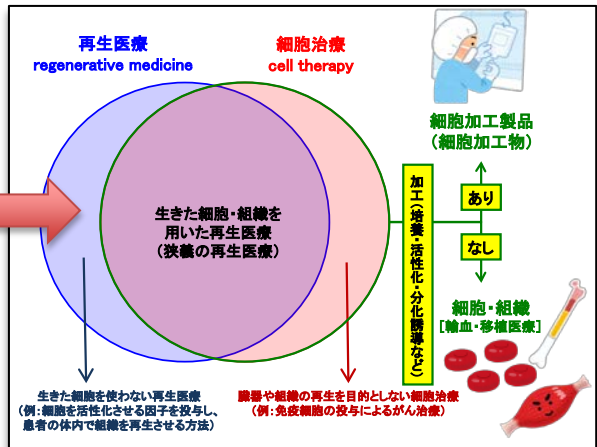 再生医療
regenerative medicine
細胞治療
cell therapy
生きた細胞・組織を
用いた再生医療
(狭義の再生医療)
生きた細胞を使わない再生医療
(例:細胞を活性化させる因子を投与し、
患者の体内で組織を再生させる方法)
臓器や組織の再生を目的としない細胞治療
(例:免疫細胞の投与によるがん治療)
加工(培養・活性化・分化誘導など)
あり
なし
細胞加工製品
(細胞加工物)
細胞・組織
[輸血・移植医療]